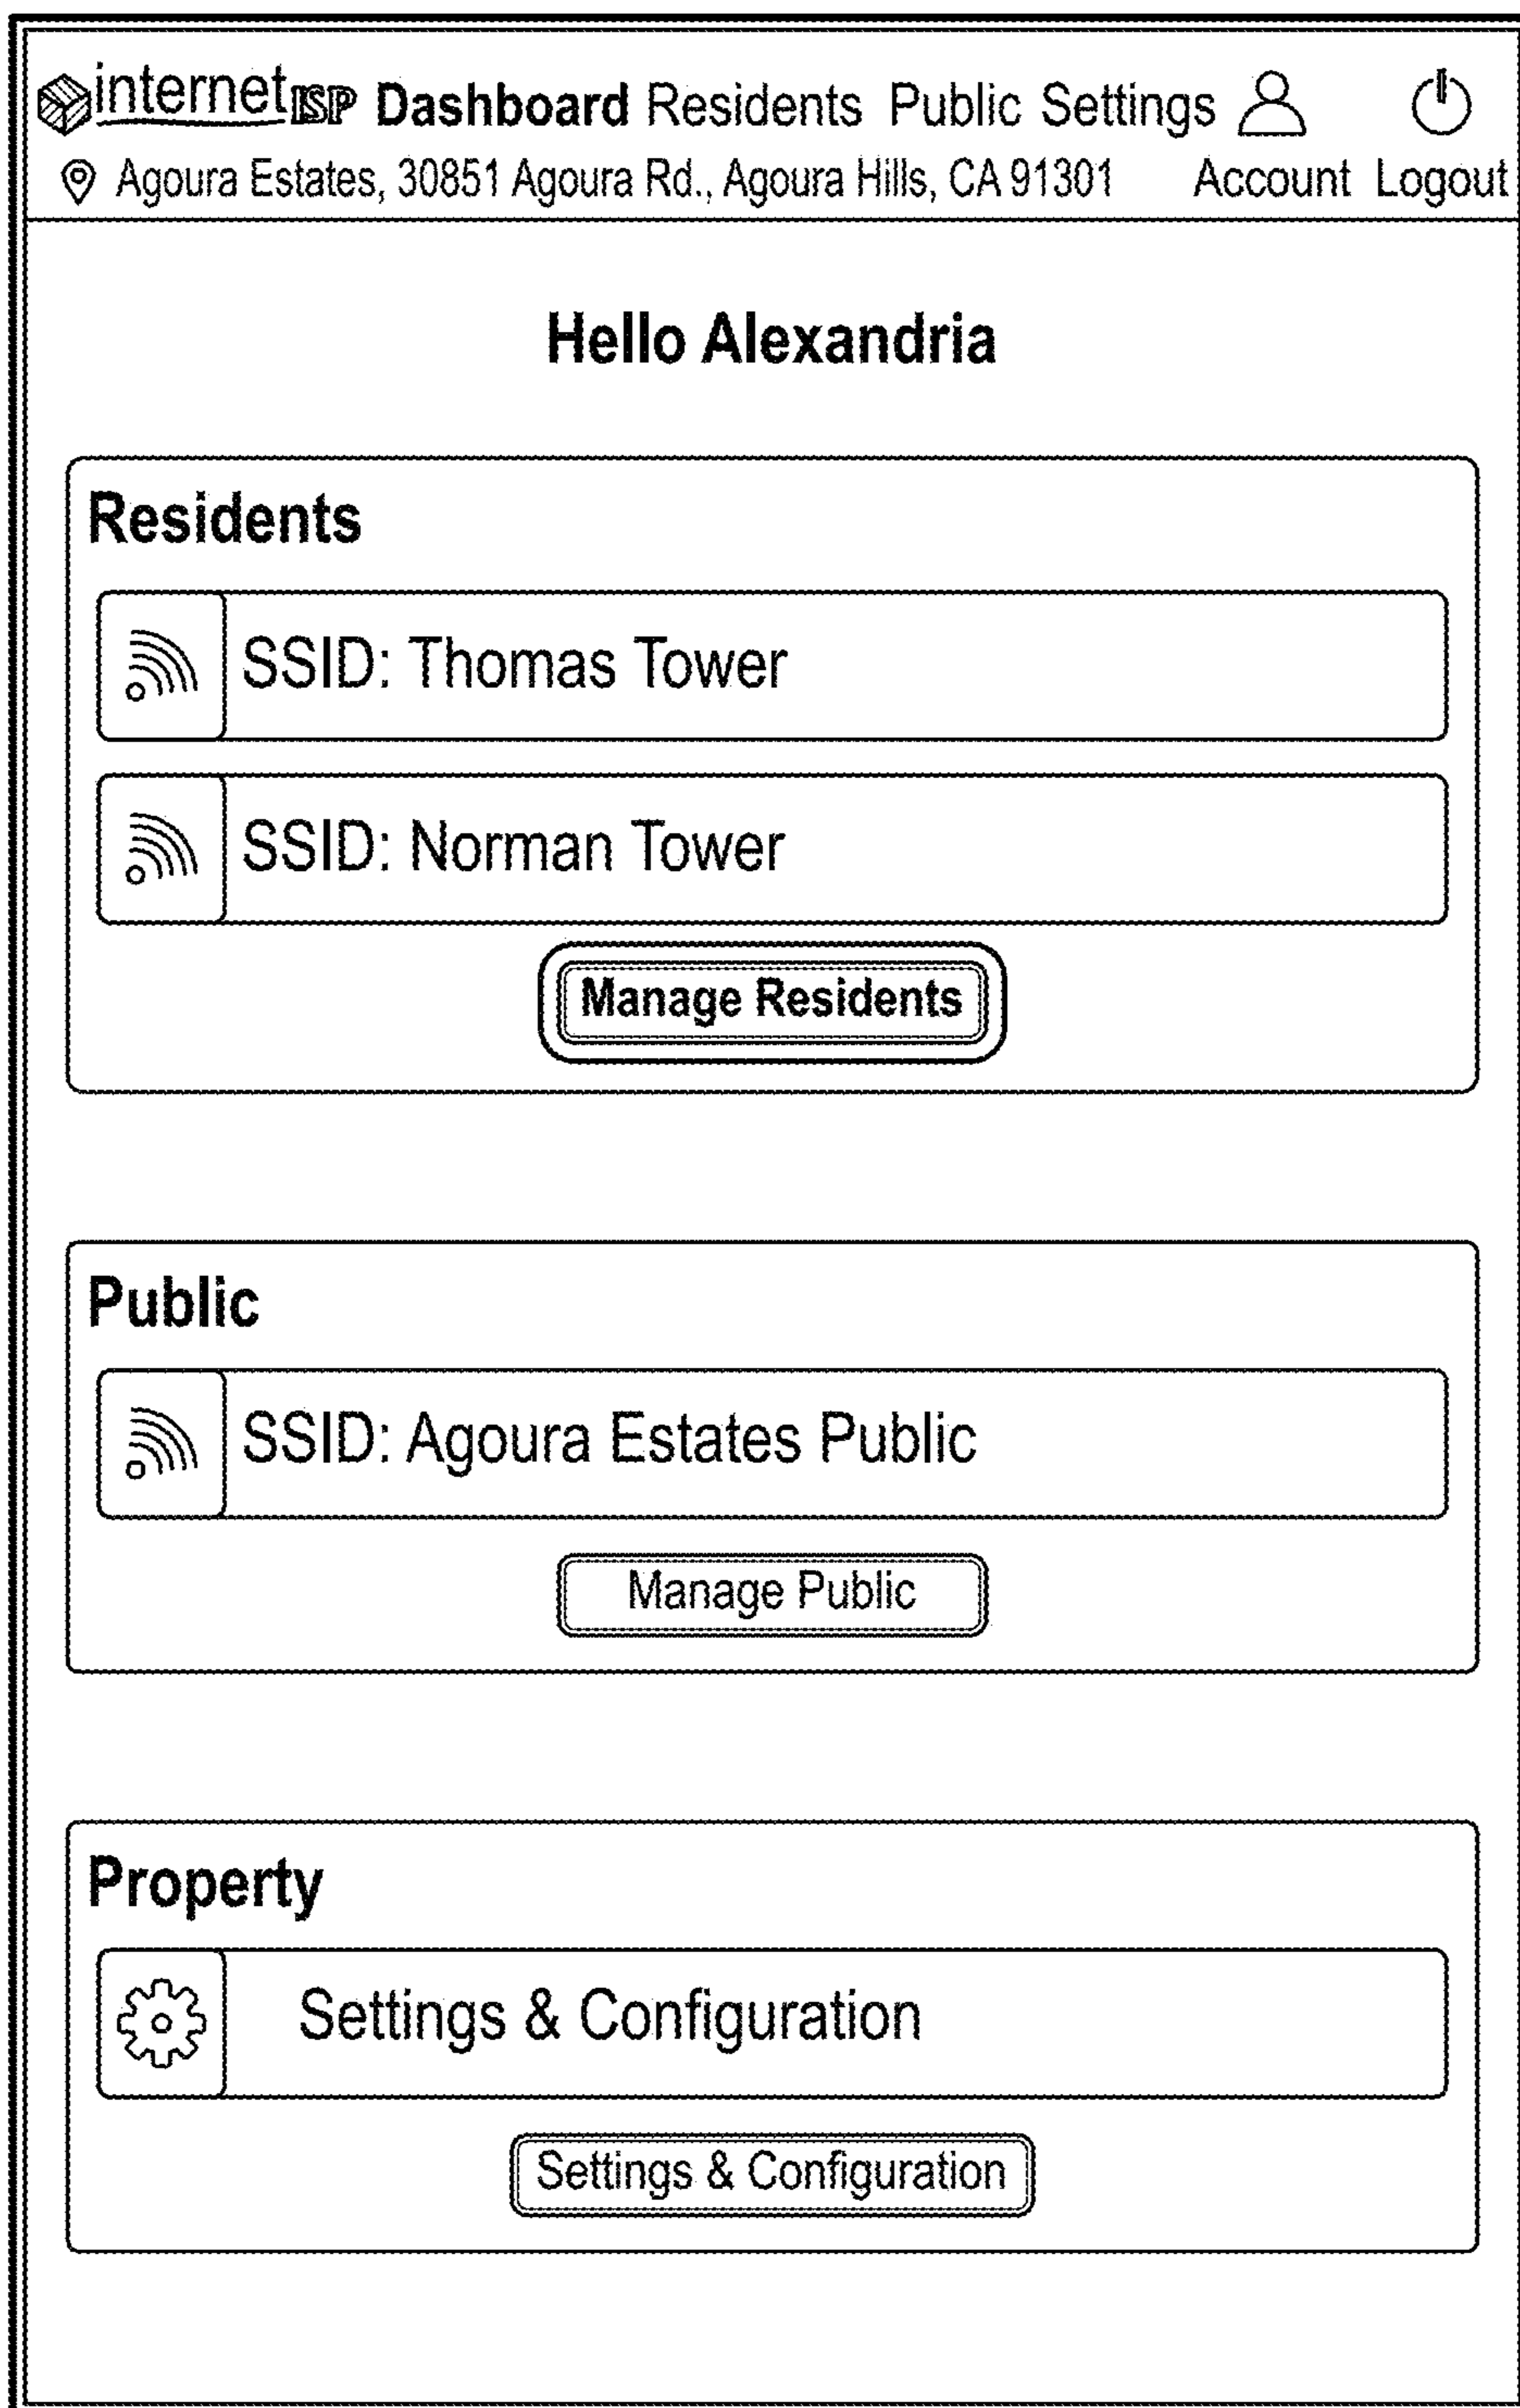 internet ISP Dashboard Residents Public Settings
Agoura Estates, 30851 Agoura Rd., Agoura Hills, CA 91301 Account Logout
Hello Alexandria
Residents
SSID: Thomas Tower
SSID: Norman Tower
Manage Residents
Public
SSID: Agoura Estates Public
Manage Public
Property
Settings & Configuration
Settings & Configuration